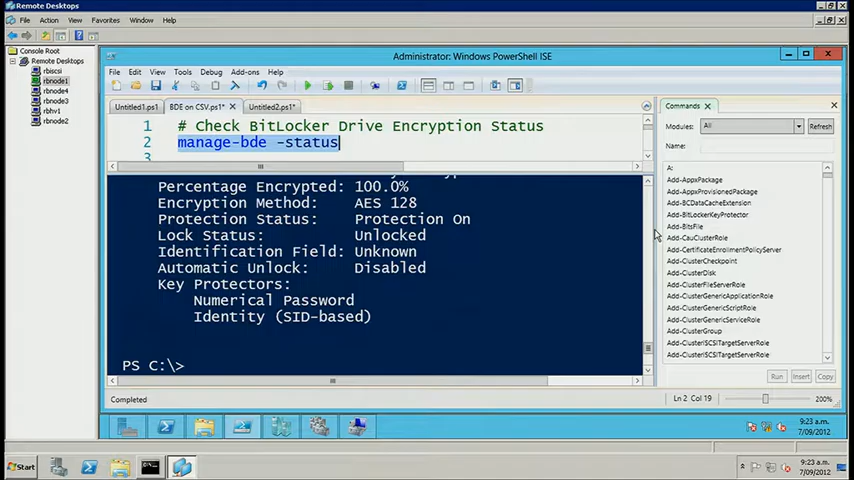 Remote Desktops
File Action View Favorites Window Help
Console Root
Remote Desktops
rbiscsi
rbnode1
rbnode4
rbnode3
rbhv1
rbnode2
Administrator: Windows PowerShell ISE
File Edit View Tools Debug Add-ons Help
Untitled1.ps1 BDE on CSV.ps1* Untitled2.ps1*
1 # Check BitLocker Drive Encryption Status
2 manage-bde -status
3
Percentage Encrypted: 100.0%
Encryption Method: AES 128
Protection Status: Protection On
Lock Status: Unlocked
Identification Field: Unknown
Automatic Unlock: Disabled
Key Protectors:
Numerical Password
Identity (SID-based)
PS C:\>
Commands
Modules: All Refresh
Name:
A:
Add-AppxPackage
Add-AppxProvisionedPackage
Add-BCDataCacheExtension
Add-BitLockerKeyProtector
Add-BitsFile
Add-CauClusterRole
Add-CertificateEnrollmentPolicyServer
Add-ClusterCheckpoint
Add-ClusterDisk
Add-ClusterFileServerRole
Add-ClusterGenericApplicationRole
Add-ClusterGenericScriptRole
Add-ClusterGenericServiceRole
Add-ClusterGroup
Add-ClusteriSCSITargetServerRole
Add-ClusteriSCSITargetServerRole
Run Insert Copy
Completed Ln 2 Col 19 200%
9:23 a.m.
7/09/2012
Start
9:23 a.m.
7/09/2012